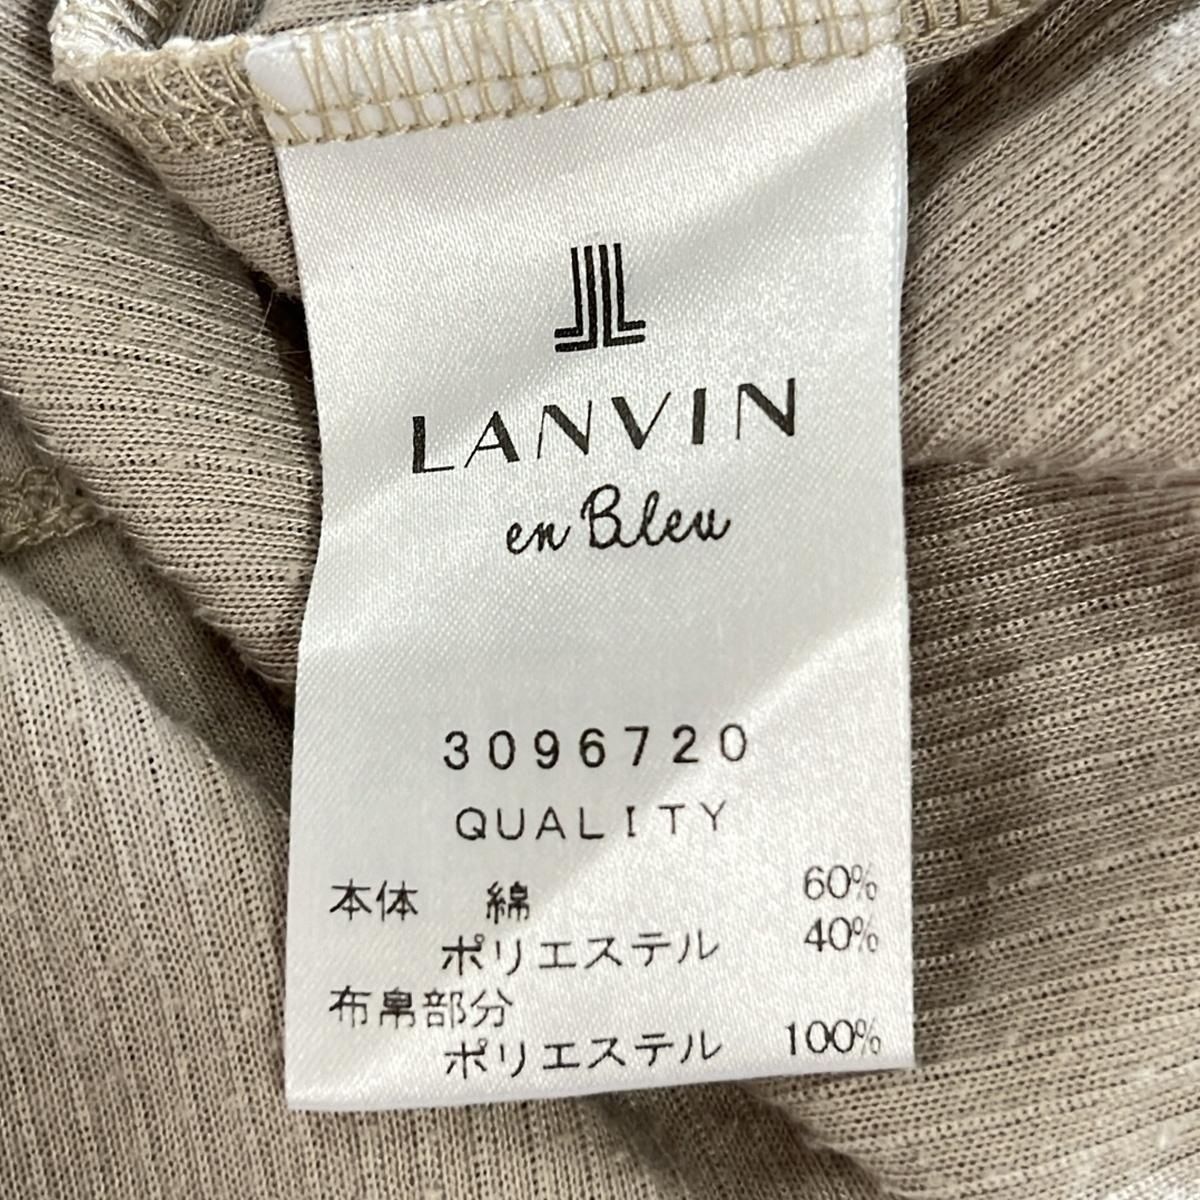 LANVIN
en Bleu
3096720
QUALITY
本体 綿 60%
ポリエステル 40%
布帛部分
ポリエステル 100%